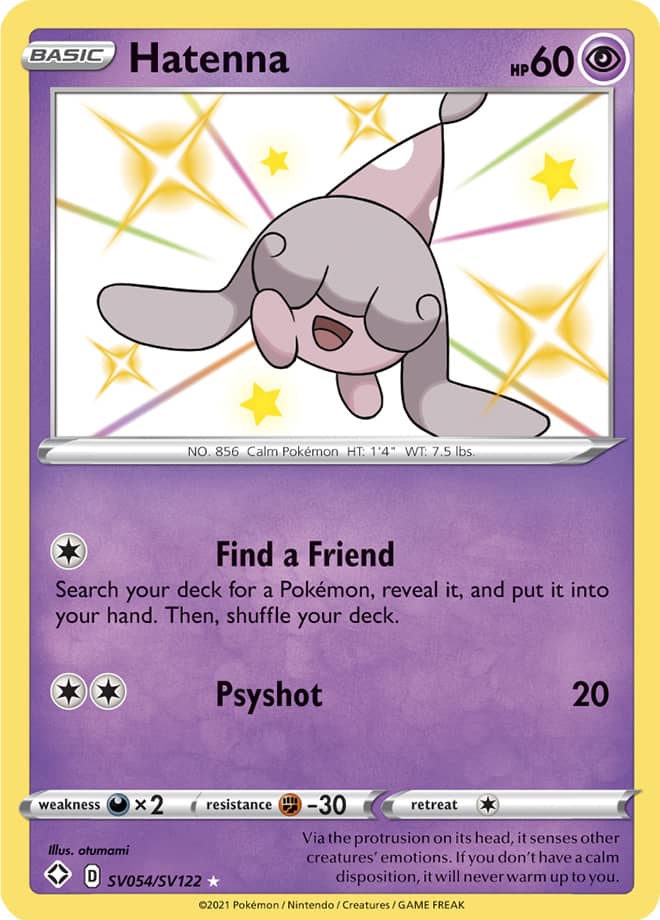 BASIC Hatenna HP60
NO. 856 Calm Pokémon HT: 1'4" WT: 7.5 lbs.
Find a Friend
Search your deck for a Pokémon, reveal it, and put it into
your hand. Then, shuffle your deck.
Psyshot 20
weakness ×2 resistance -30 retreat
Illus. otumami
Via the protrusion on its head, it senses other
creatures' emotions. If you don't have a calm
disposition, it will never warm up to you.
D SV054/SV122
©2021 Pokémon / Nintendo / Creatures / GAME FREAK